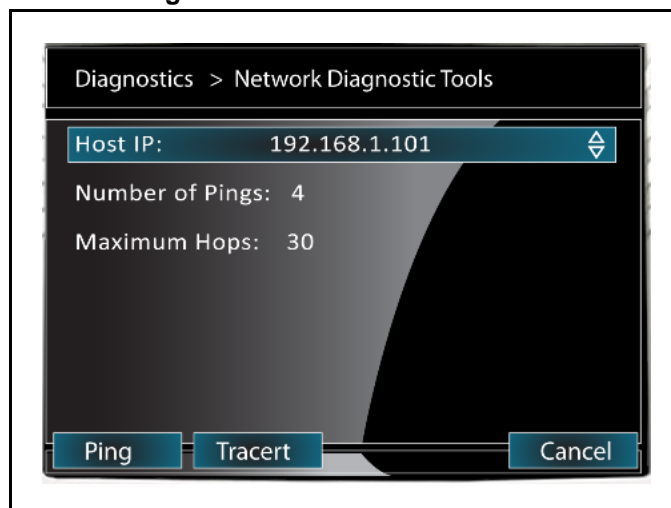 Diagnostics > Network Diagnostic Tools
Host IP: 192.168.1.101
Number of Pings: 4
Maximum Hops: 30
Ping Tracert Cancel